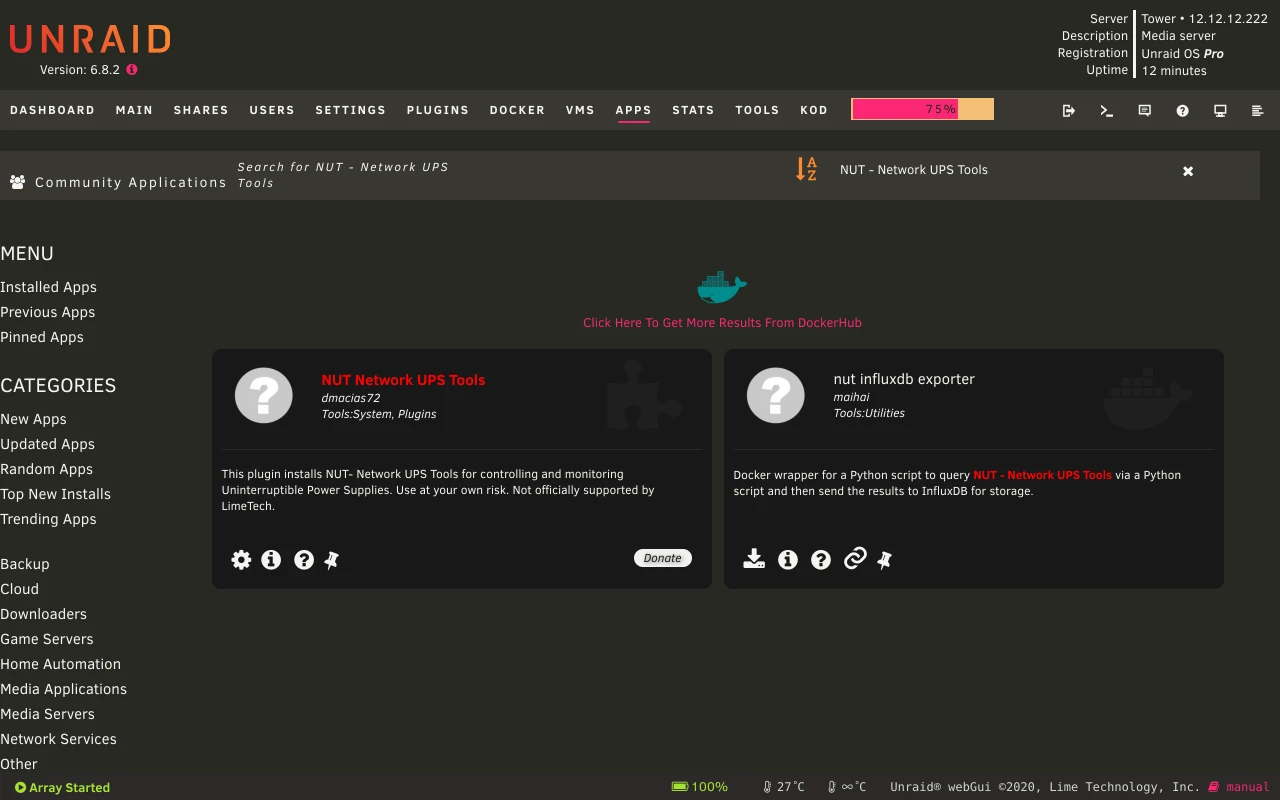 UNRAID
Version: 6.8.2
Server
Description
Registration
Uptime
Tower • 12.12.12.222
Media server
Unraid OS Pro
12 minutes
DASHBOARD MAIN SHARES USERS SETTINGS PLUGINS DOCKER VMS APPS STATS TOOLS KOD 75%
Community Applications
Search for NUT - Network UPS
Tools
A
Z
NUT - Network UPS Tools
MENU
Installed Apps
Previous Apps
Pinned Apps
CATEGORIES
New Apps
Updated Apps
Random Apps
Top New Installs
Trending Apps
Backup
Cloud
Downloaders
Game Servers
Home Automation
Media Applications
Media Servers
Network Services
Other
Click Here To Get More Results From DockerHub
NUT Network UPS Tools
dmacias72
Tools:System, Plugins
This plugin installs NUT- Network UPS Tools for controlling and monitoring
Uninterruptible Power Supplies. Use at your own risk. Not officially supported by
LimeTech.
Donate
nut influxdb exporter
maihai
Tools:Utilities
Docker wrapper for a Python script to query NUT - Network UPS Tools via a Python
script and then send the results to InfluxDB for storage.
Array Started
100% 27°C ∞°C Unraid® webGui ©2020, Lime Technology, Inc. manual